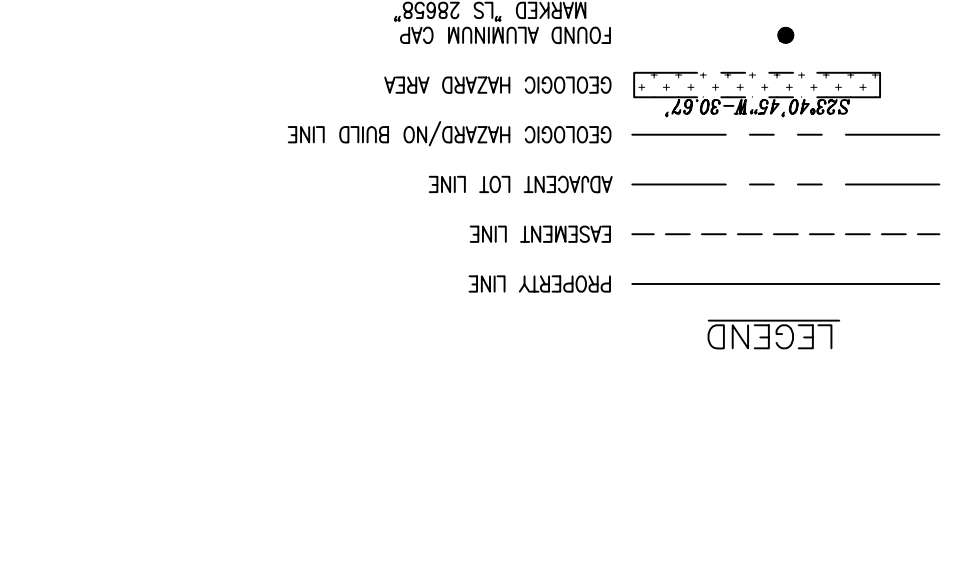 LEGEND
PROPERTY LINE
EASEMENT LINE
ADJACENT LOT LINE
GEOLOGIC HAZARD/NO BUILD LINE
S23°40'45"W-30.67'
GEOLOGIC HAZARD AREA
FOUND ALUMINUM CAP
MARKED "LS 28658"